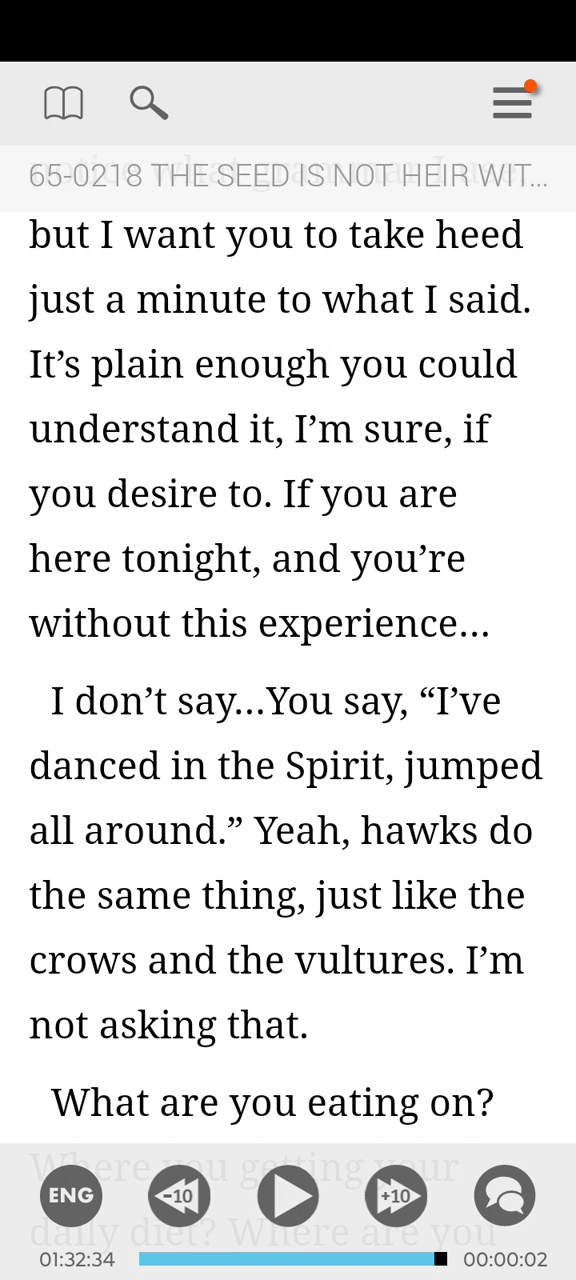 65-0218 THE SEED IS NOT HEIR WIT...
but I want you to take heed
just a minute to what I said.
It’s plain enough you could
understand it, I’m sure, if
you desire to. If you are
here tonight, and you’re
without this experience...
I don’t say...You say, “I’ve
danced in the Spirit, jumped
all around.” Yeah, hawks do
the same thing, just like the
crows and the vultures. I’m
not asking that.
What are you eating on?
Where you getting your
daily diet? Where are you
ENG
-10
+10
01:32:34
00:00:02